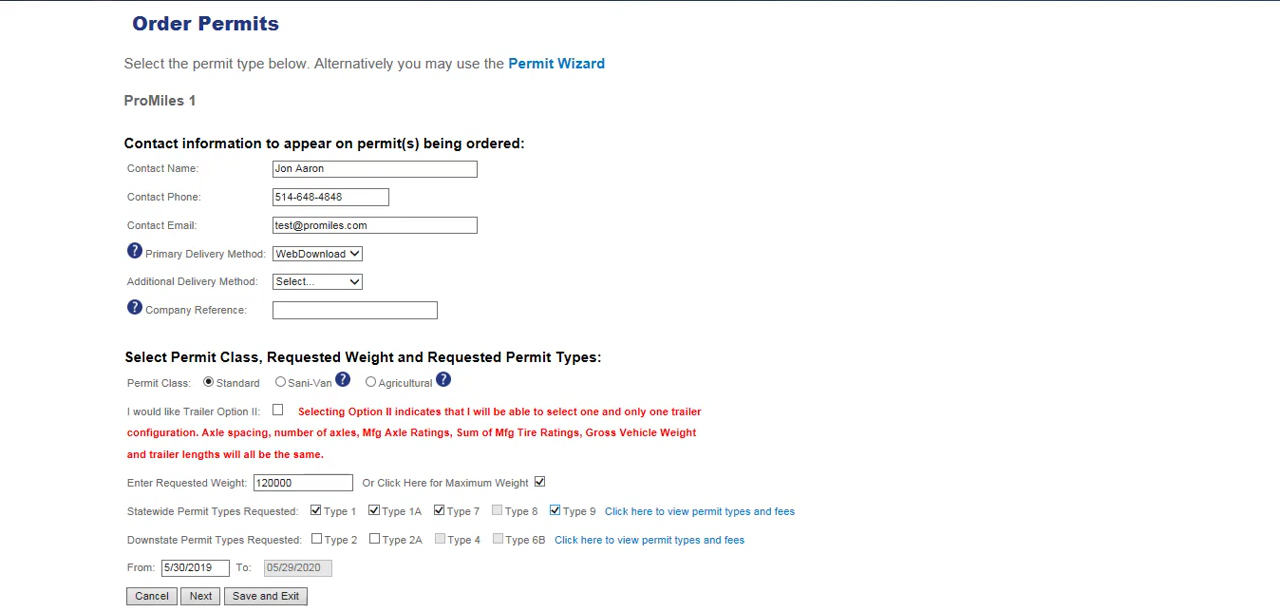 Order Permits
Select the permit type below. Alternatively you may use the Permit Wizard
ProMiles 1
Contact information to appear on permit(s) being ordered:
Contact Name: Jon Aaron
Contact Phone: 514-648-4848
Contact Email: test@promiles.com
? Primary Delivery Method: WebDownload
Additional Delivery Method: Select...
? Company Reference:
Select Permit Class, Requested Weight and Requested Permit Types:
Permit Class: Standard Sani-Van ? Agricultural ?
I would like Trailer Option II: Selecting Option II indicates that I will be able to select one and only one trailer
configuration. Axle spacing, number of axles, Mfg Axle Ratings, Sum of Mfg Tire Ratings, Gross Vehicle Weight
and trailer lengths will all be the same.
Enter Requested Weight: 120000 Or Click Here for Maximum Weight
Statewide Permit Types Requested: Type 1 Type 1A Type 7 Type 8 Type 9 Click here to view permit types and fees
Downstate Permit Types Requested: Type 2 Type 2A Type 4 Type 6B Click here to view permit types and fees
From: 5/30/2019 To: 05/29/2020
Cancel Next Save and Exit